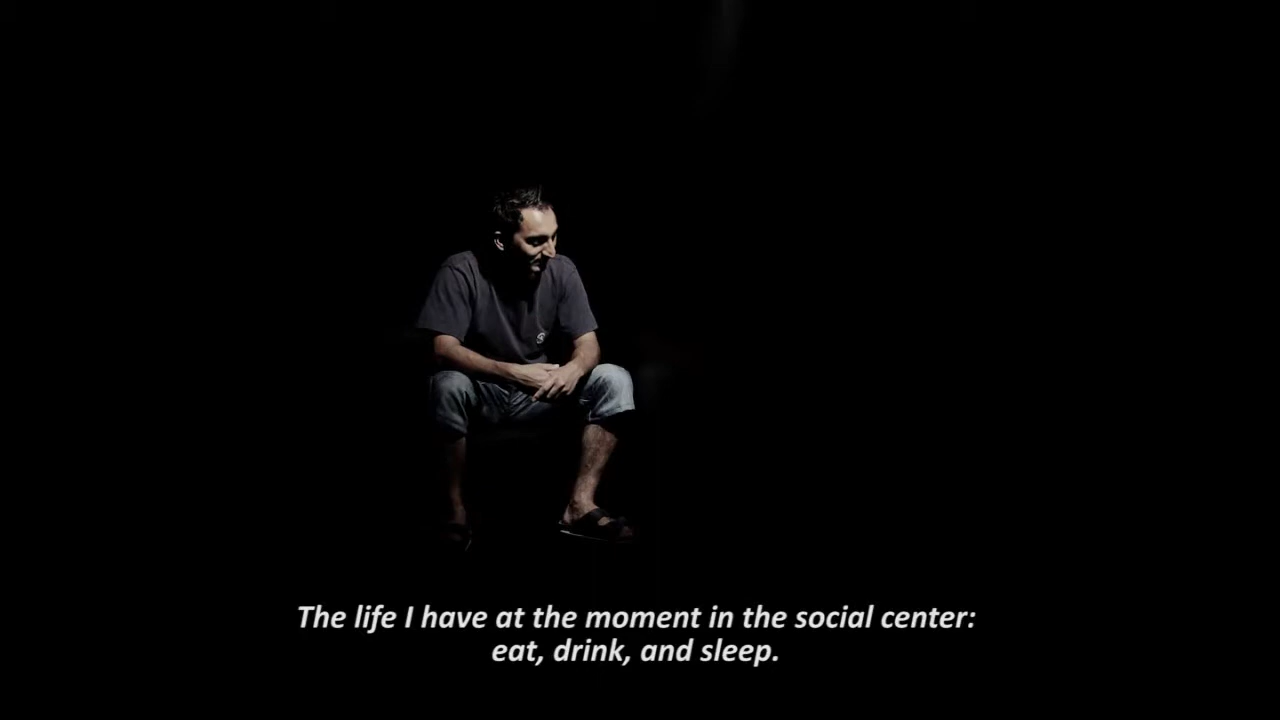 The life I have at the moment in the social center:
eat, drink, and sleep.